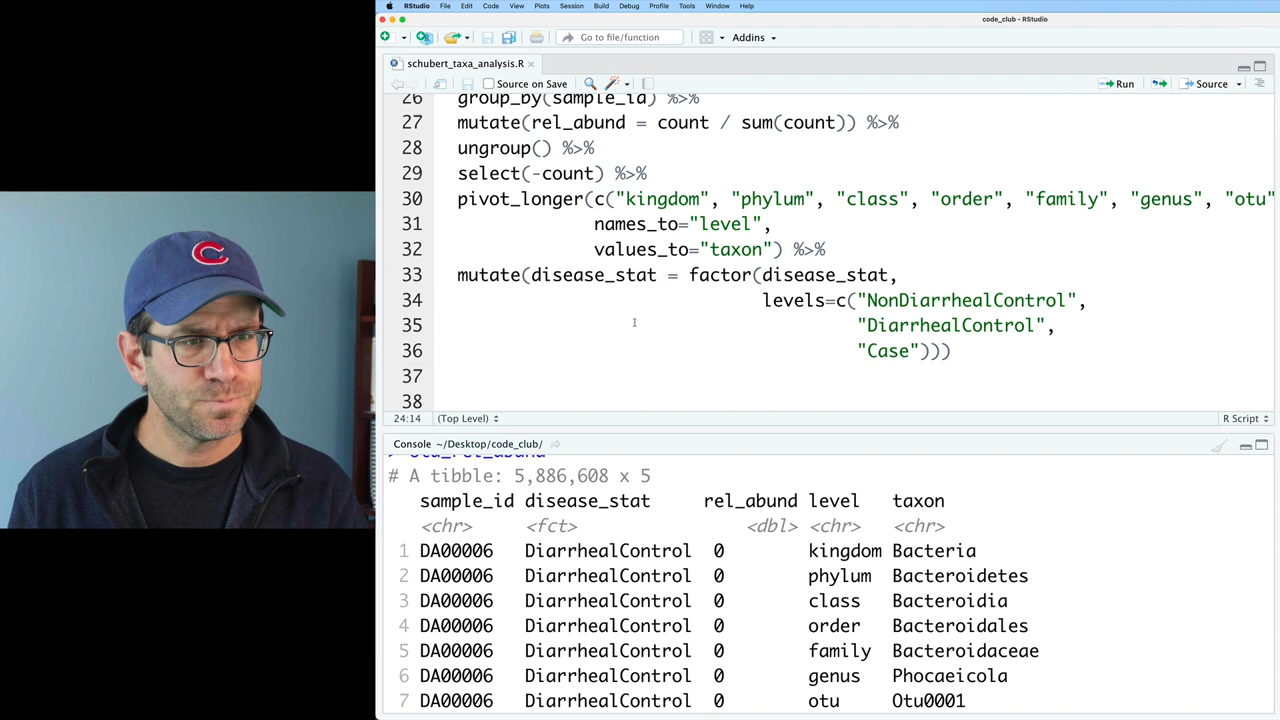 RStudio File Edit Code View Plots Session Build Debug Profile Tools Window Help
code_club - RStudio
Go to file/function Addins
schubert_taxa_analysis.R
Source on Save Run Source
26 group_by(sample_id) %>%
27 mutate(rel_abund = count / sum(count)) %>%
28 ungroup() %>%
29 select(-count) %>%
30 pivot_longer(c("kingdom", "phylum", "class", "order", "family", "genus", "otu"
31 names_to="level",
32 values_to="taxon") %>%
33 mutate(disease_stat = factor(disease_stat,
34 levels=c("NonDiarrhealControl",
35 "DiarrhealControl",
36 "Case")))
37
38
24:14 (Top Level) R Script
Console ~/Desktop/code_club/
> otu_rel_abund
# A tibble: 5,886,608 x 5
sample_id disease_stat rel_abund level taxon
<chr> <fct> <dbl> <chr> <chr>
1 DA00006 DiarrhealControl 0 kingdom Bacteria
2 DA00006 DiarrhealControl 0 phylum Bacteroidetes
3 DA00006 DiarrhealControl 0 class Bacteroidia
4 DA00006 DiarrhealControl 0 order Bacteroidales
5 DA00006 DiarrhealControl 0 family Bacteroidaceae
6 DA00006 DiarrhealControl 0 genus Phocaeicola
7 DA00006 DiarrhealControl 0 otu Otu0001
C